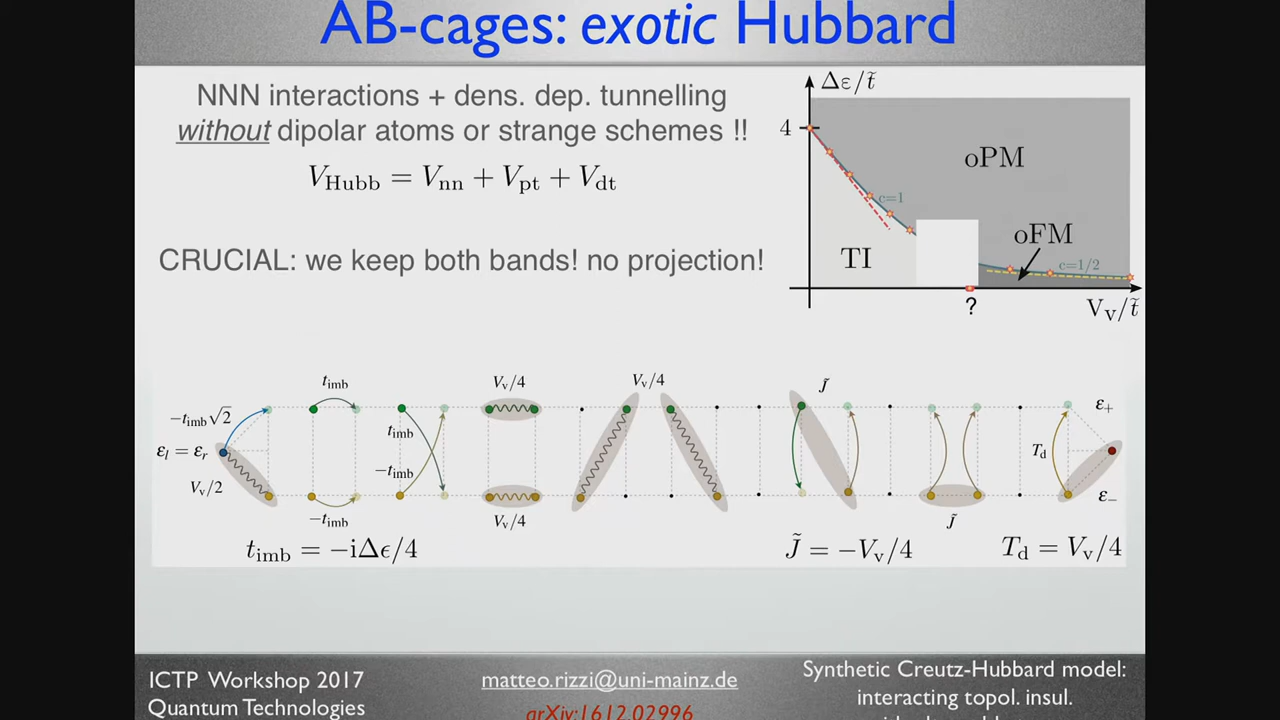 AB-cages: exotic Hubbard
NNN interactions + dens. dep. tunnelling
without dipolar atoms or strange schemes !!
V_Hubb = V_nn + V_pt + V_dt
CRUCIAL: we keep both bands! no projection!
Δε/t̃
4
oPM
c=1
oFM
TI
c=1/2
?
V_v/t̃
−t_imb√2
ε_l = ε_r
V_v/2
t_imb
−t_imb
t_imb
−t_imb
V_v/4
V_v/4
V_v/4
J̃
J̃
T_d
ε_+
ε_−
t_imb = −iΔϵ/4
J̃ = −V_v/4
T_d = V_v/4
ICTP Workshop 2017
Quantum Technologies
matteo.rizzi@uni-mainz.de
arXiv:1612.02996
Synthetic Creutz-Hubbard model:
interacting topol. insul.